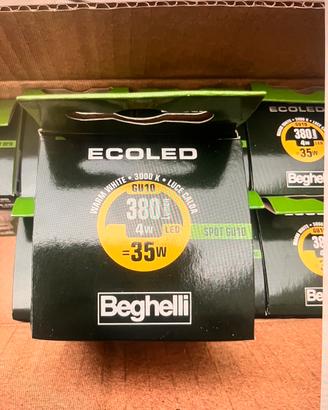 ECOLED
WARM WHITE • 3000 K • LUCE CALDA
GU10
380
4W LED
=35W
SPOT GU10
Beghelli
ECOLED
GU10
380
4W
=35W
Beghelli